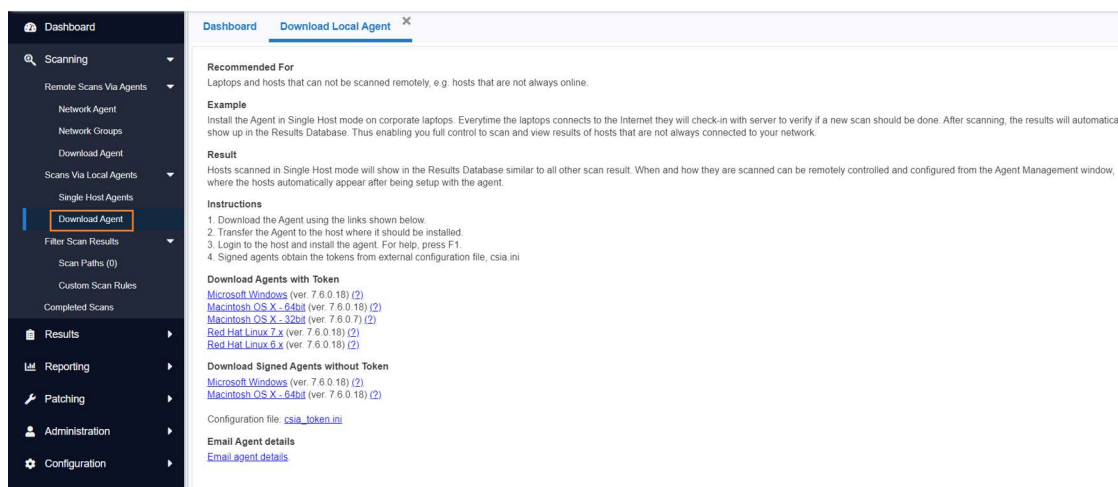 Dashboard
Scanning
Remote Scans Via Agents
Network Agent
Network Groups
Download Agent
Scans Via Local Agents
Single Host Agents
Download Agent
Filter Scan Results
Scan Paths (0)
Custom Scan Rules
Completed Scans
Results
Reporting
Patching
Administration
Configuration
Dashboard Download Local Agent
Recommended For
Laptops and hosts that can not be scanned remotely, e.g. hosts that are not always online.
Example
Install the Agent in Single Host mode on corporate laptops. Everytime the laptops connects to the Internet they will check-in with server to verify if a new scan should be done. After scanning, the results will automatica
show up in the Results Database. Thus enabling you full control to scan and view results of hosts that are not always connected to your network.
Result
Hosts scanned in Single Host mode will show in the Results Database similar to all other scan result. When and how they are scanned can be remotely controlled and configured from the Agent Management window,
where the hosts automatically appear after being setup with the agent.
Instructions
1. Download the Agent using the links shown below.
2. Transfer the Agent to the host where it should be installed.
3. Login to the host and install the agent. For help, press F1.
4. Signed agents obtain the tokens from external configuration file, csia.ini
Download Agents with Token
Microsoft Windows (ver. 7.6.0.18) (?)
Macintosh OS X - 64bit (ver. 7.6.0.18) (?)
Macintosh OS X - 32bit (ver. 7.6.0.7) (?)
Red Hat Linux 7.x (ver. 7.6.0.18) (?)
Red Hat Linux 6.x (ver. 7.6.0.18) (?)
Download Signed Agents without Token
Microsoft Windows (ver. 7.6.0.18) (?)
Macintosh OS X - 64bit (ver. 7.6.0.18) (?)
Configuration file: csia_token.ini
Email Agent details
Email agent details.